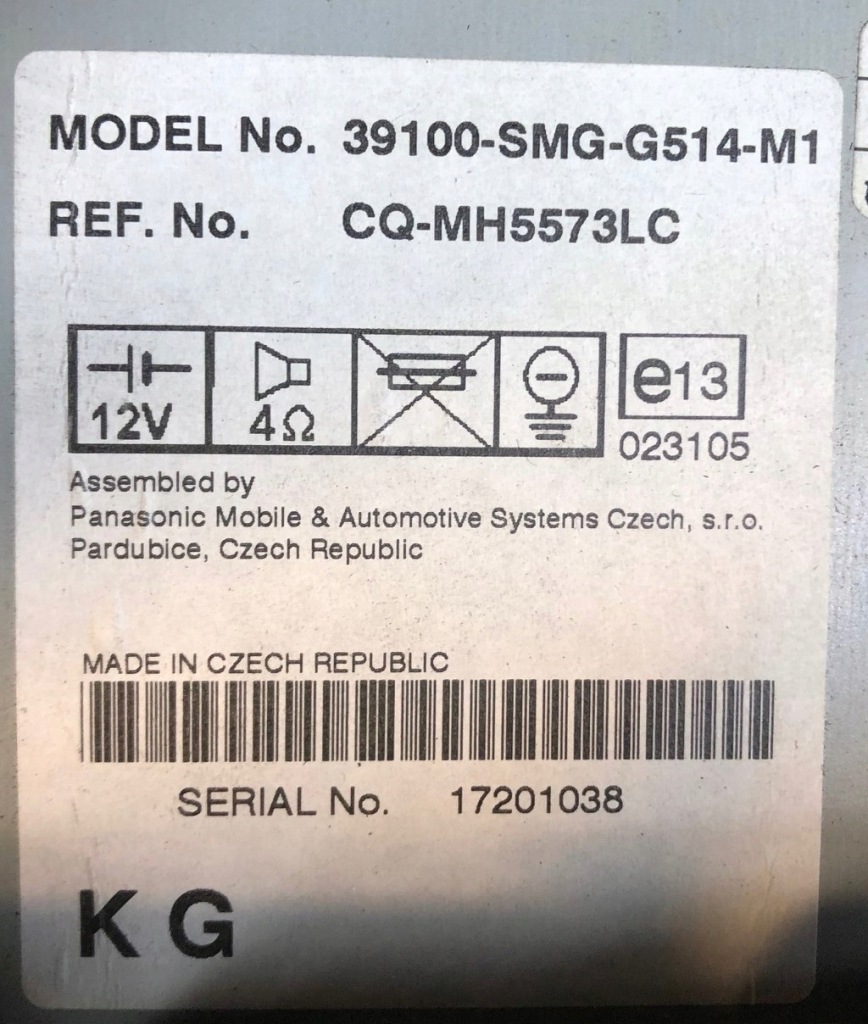 MODEL No. 39100-SMG-G514-M1
REF. No. CQ-MH5573LC
12V 4Ω e13
023105
Assembled by
Panasonic Mobile & Automotive Systems Czech, s.r.o.
Pardubice, Czech Republic
MADE IN CZECH REPUBLIC
SERIAL No. 17201038
K G